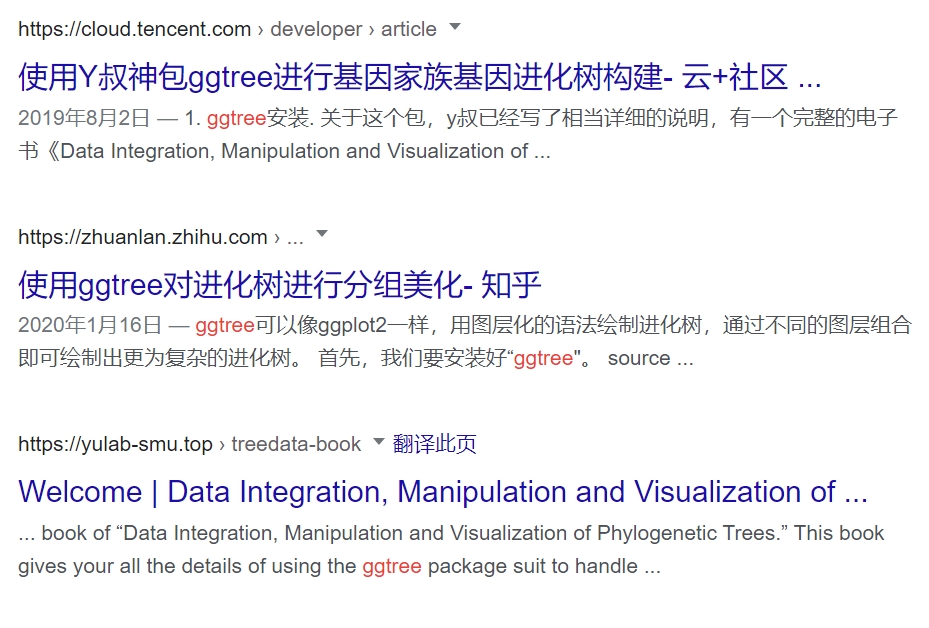 https://cloud.tencent.com › developer › article
使用Y叔神包ggtree进行基因家族基因进化树构建- 云+社区 ...
2019年8月2日 — 1. ggtree安装. 关于这个包，y叔已经写了相当详细的说明，有一个完整的电子
书《Data Integration, Manipulation and Visualization of ...
https://zhuanlan.zhihu.com › ...
使用ggtree对进化树进行分组美化- 知乎
2020年1月16日 — ggtree可以像ggplot2一样，用图层化的语法绘制进化树，通过不同的图层组合
即可绘制出更为复杂的进化树。 首先，我们要安装好“ggtree"。 source ...
https://yulab-smu.top › treedata-book 翻译此页
Welcome | Data Integration, Manipulation and Visualization of ...
... book of “Data Integration, Manipulation and Visualization of Phylogenetic Trees.” This book
gives your all the details of using the ggtree package suit to handle ...